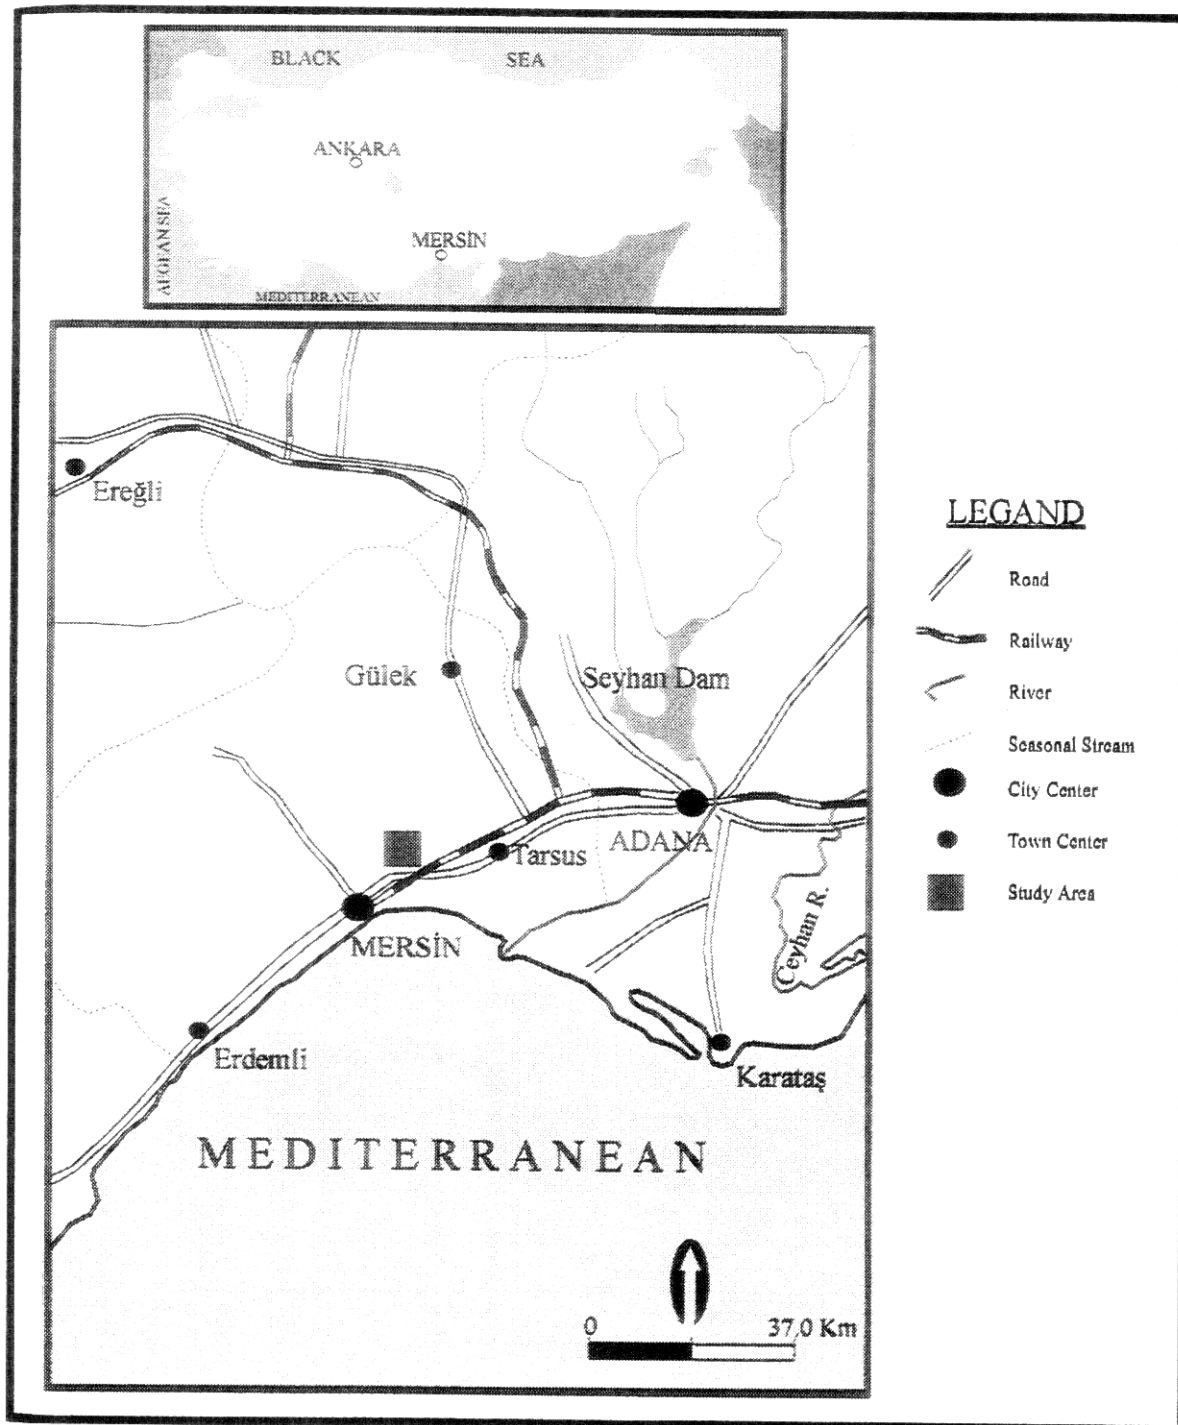 BLACK SEA
ANKARA
AEGEAN SEA
MERSİN
MEDITERRANEAN
Ereğli
Gülek
Seyhan Dam
ADANA
Tarsus
MERSİN
Ceyhan R.
Erdemli
Karataş
MEDITERRANEAN
0 37,0 Km
LEGAND
Road
Railway
River
Seasonal Stream
City Center
Town Center
Study Area